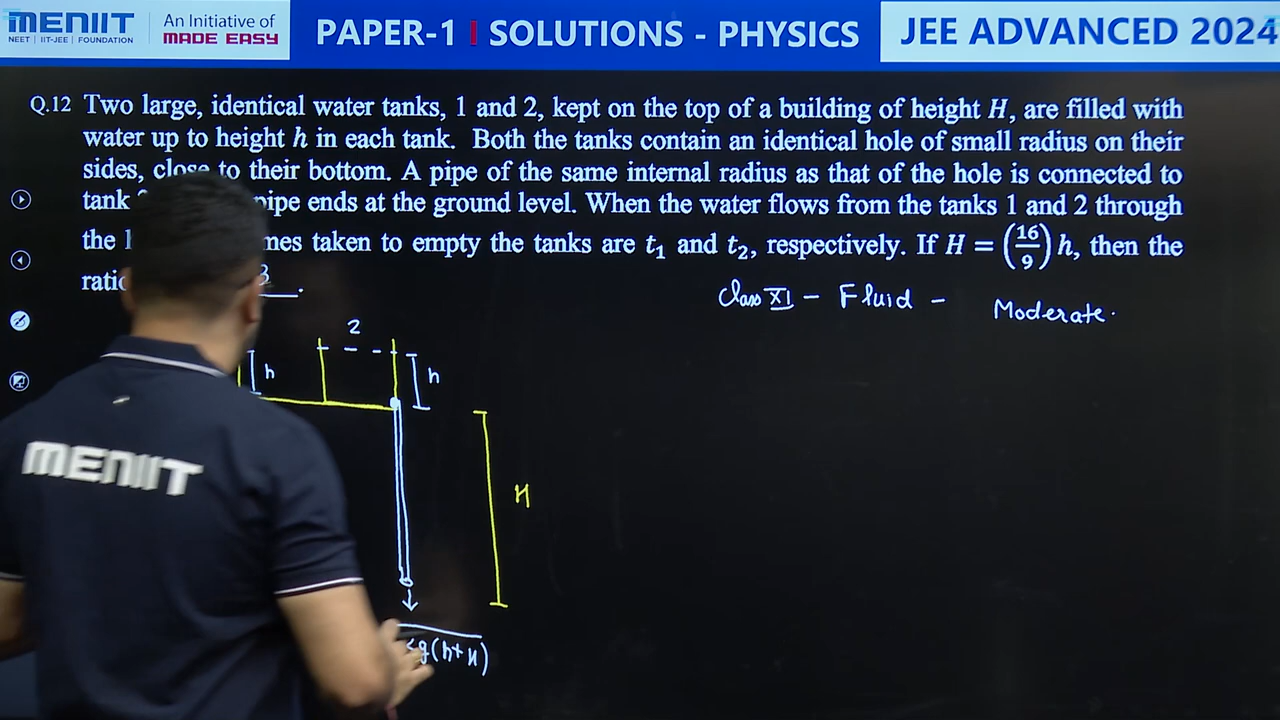 MENIIT
NEET | IIT-JEE | FOUNDATION
An Initiative of
MADE EASY
PAPER-1 | SOLUTIONS - PHYSICS
JEE ADVANCED 2024
Q.12 Two large, identical water tanks, 1 and 2, kept on the top of a building of height H, are filled with
water up to height h in each tank. Both the tanks contain an identical hole of small radius on their
sides, close to their bottom. A pipe of the same internal radius as that of the hole is connected to
tank pipe ends at the ground level. When the water flows from the tanks 1 and 2 through
the taken to empty the tanks are t₁ and t₂, respectively. If H = (16/9) h, then the
3 .
Class XI - Fluid - Moderate.
2
h
h
H
g(h+H)
MENIIT